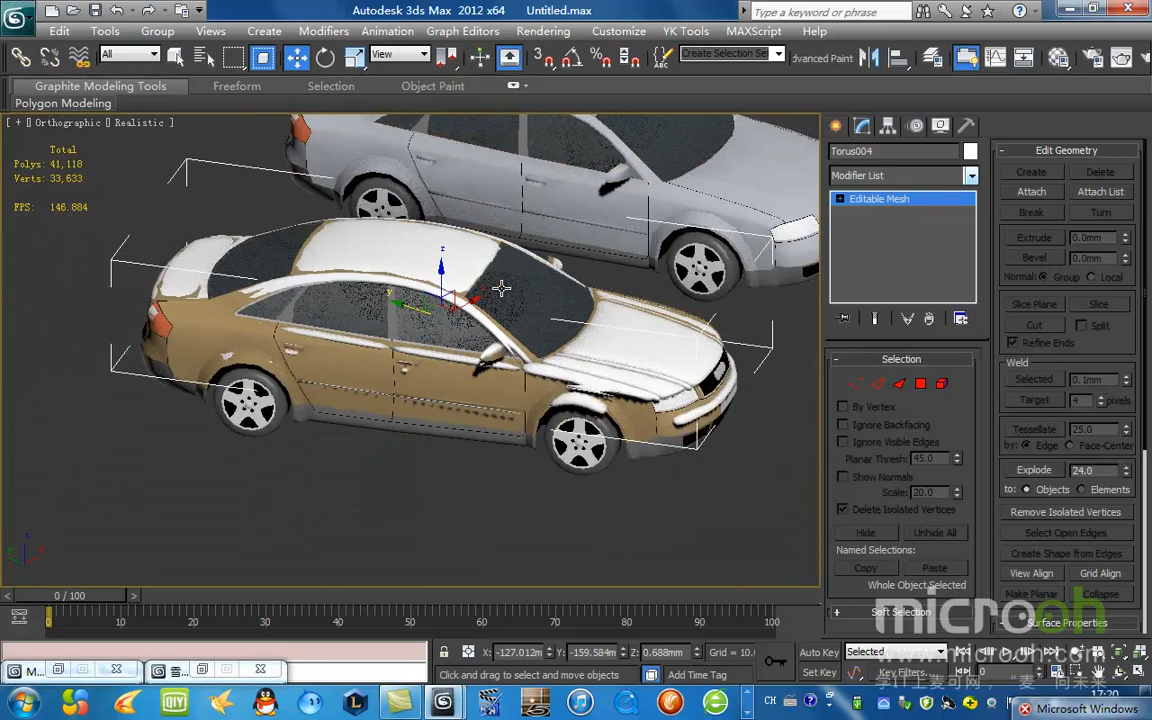 Autodesk 3ds Max 2012 x64 Untitled.max
Type a keyword or phrase
Edit Tools Group Views Create Modifiers Animation Graph Editors Rendering Customize YK Tools MAXScript Help
All View Create Selection Se dvanced Paint
Graphite Modeling Tools Freeform Selection Object Paint
Polygon Modeling
[ + ] Orthographic ] Realistic ]
Total
Polys: 41,118
Verts: 33,633
FPS: 146.884
z
y
Torus004
Modifier List
Editable Mesh
- Selection
By Vertex
Ignore Backfacing
Ignore Visible Edges
Planar Thresh: 45.0
Show Normals
Scale: 20.0
Delete Isolated Vertices
Hide Unhide All
Named Selections
Copy Paste
Whole Object Selected
+ Soft Selection
- Edit Geometry
Create Delete
Attach Attach List
Break Turn
Extrude 0.0mm
Bevel 0.0mm
Normal: Group Local
Slice Plane Slice
Cut Split
Refine Ends
Weld
Selected 0.1mm
Target 4 pixels
Tessellate 25.0
by: Edge Face-Center
Explode 24.0
to: Objects Elements
Remove Isolated Vertices
Select Open Edges
Create Shape from Edges
View Align Grid Align
Make Planar Collapse
Surface Properties
microoh
0 / 100
0 10 20 30 40 50 60 70 80 90 100
X: -127.012m Y: -159.584m Z: 0.688mm Grid = 10.0
Auto Key Selected
Click and drag to select and move objects Add Time Tag
Set Key Key Filters... 0
M...
CH
17:20
Microsoft Windows